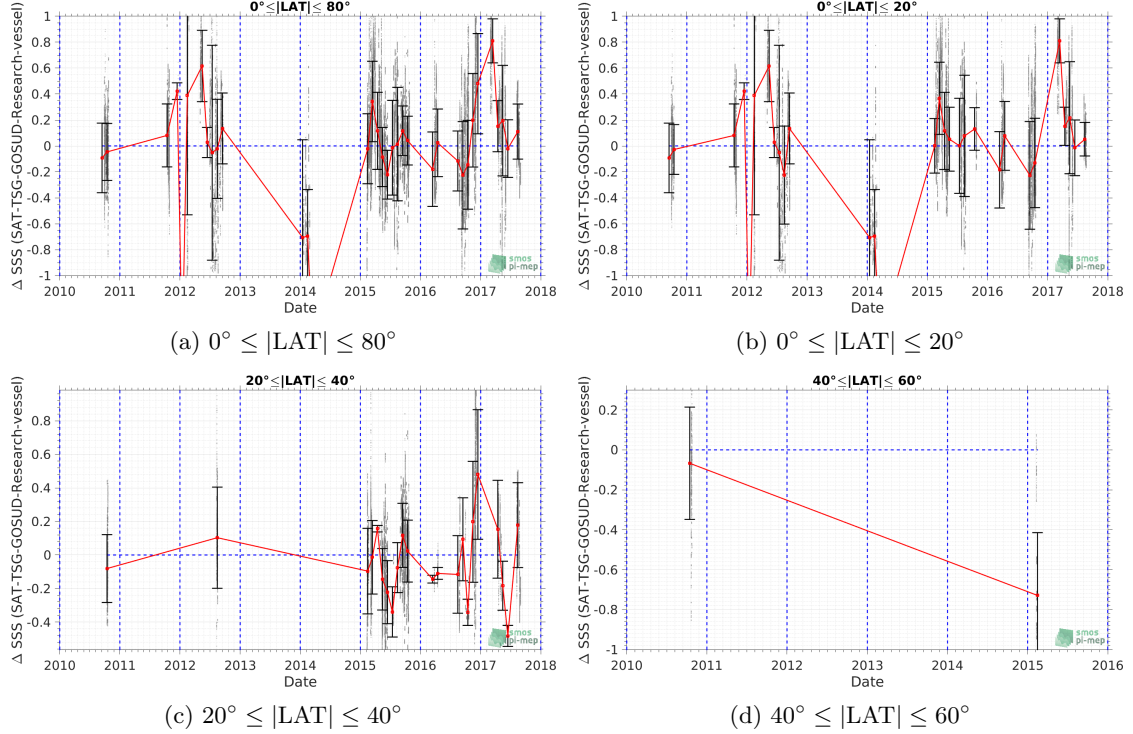 0°≤|LAT|≤ 80°
Δ SSS (SAT-TSG-GOSUD-Research-vessel)
1
0.8
0.6
0.4
0.2
0
-0.2
-0.4
-0.6
-0.8
-1
2010 2011 2012 2013 2014 2015 2016 2017 2018
Date
smos
pi-mep
(a) 0° ≤ |LAT| ≤ 80°
0°≤|LAT|≤ 20°
Δ SSS (SAT-TSG-GOSUD-Research-vessel)
1
0.8
0.6
0.4
0.2
0
-0.2
-0.4
-0.6
-0.8
-1
2010 2011 2012 2013 2014 2015 2016 2017 2018
Date
smos
pi-mep
(b) 0° ≤ |LAT| ≤ 20°
20°≤|LAT|≤ 40°
Δ SSS (SAT-TSG-GOSUD-Research-vessel)
0.8
0.6
0.4
0.2
0
-0.2
-0.4
2010 2011 2012 2013 2014 2015 2016 2017 2018
Date
smos
pi-mep
(c) 20° ≤ |LAT| ≤ 40°
40°≤|LAT|≤ 60°
Δ SSS (SAT-TSG-GOSUD-Research-vessel)
0.2
0
-0.2
-0.4
-0.6
-0.8
-1
2010 2011 2012 2013 2014 2015 2016
Date
smos
pi-mep
(d) 40° ≤ |LAT| ≤ 60°